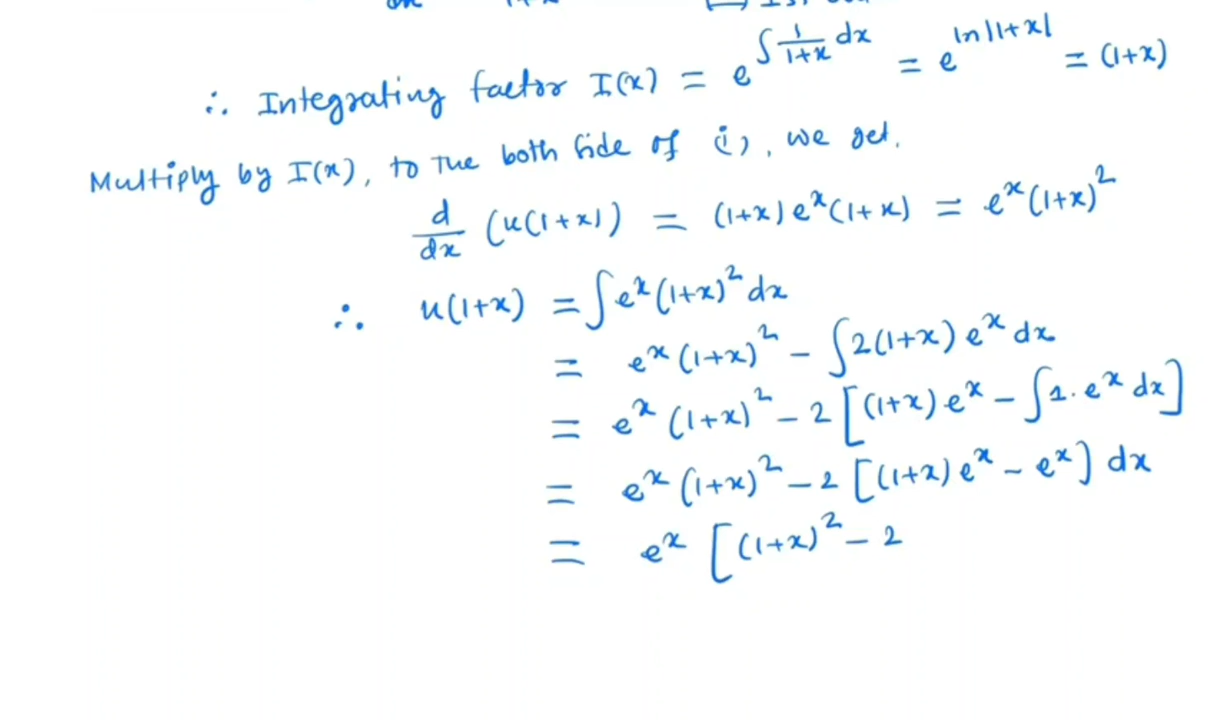 ∴ Integrating factor I(x) = e^{∫ 1/(1+x) dx} = e^{ln|1+x|} = (1+x)
Multiply by I(x), to the both side of (i), we get.
d/dx (u(1+x)) = (1+x) e^x (1+x) = e^x (1+x)^2
∴ u(1+x) = ∫ e^x (1+x)^2 dx
= e^x (1+x)^2 − ∫ 2(1+x) e^x dx
= e^x (1+x)^2 − 2 [(1+x) e^x − ∫ 1. e^x dx]
= e^x (1+x)^2 − 2 [(1+x) e^x − e^x] dx
= e^x [(1+x)^2 − 2